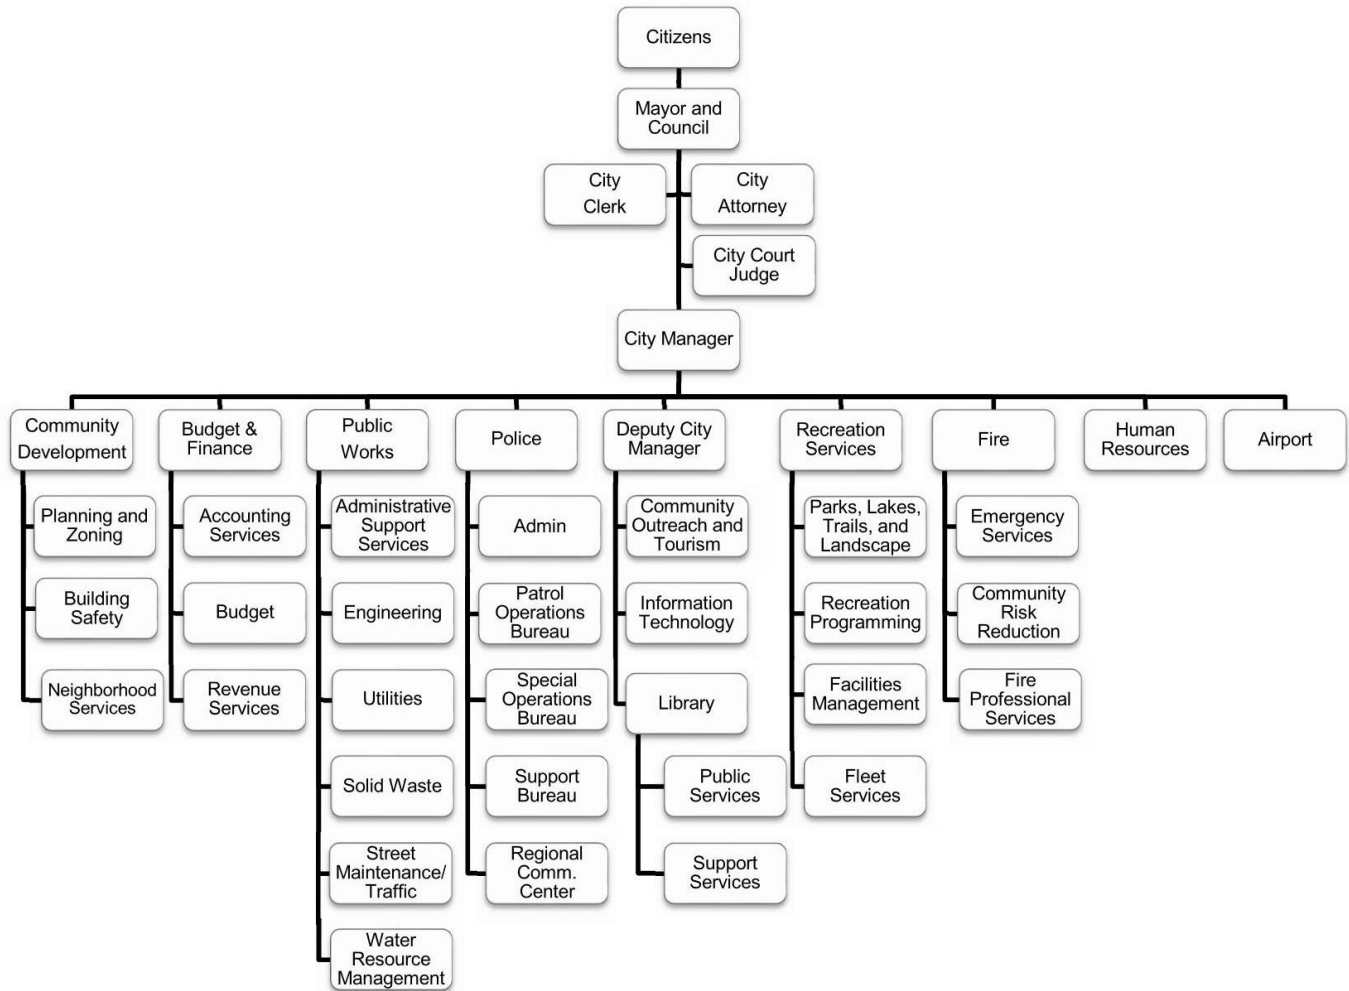 Citizens
Mayor and
Council
City
Clerk
City
Attorney
City Court
Judge
City Manager
Community
Development
Budget &
Finance
Public
Works
Police
Deputy City
Manager
Recreation
Services
Fire
Human
Resources
Airport
Planning and
Zoning
Building
Safety
Neighborhood
Services
Accounting
Services
Budget
Revenue
Services
Administrative
Support
Services
Engineering
Utilities
Solid Waste
Street
Maintenance/
Traffic
Water
Resource
Management
Admin
Patrol
Operations
Bureau
Special
Operations
Bureau
Support
Bureau
Regional
Comm.
Center
Community
Outreach and
Tourism
Information
Technology
Library
Public
Services
Support
Services
Parks, Lakes,
Trails, and
Landscape
Recreation
Programming
Facilities
Management
Fleet
Services
Emergency
Services
Community
Risk
Reduction
Fire
Professional
Services